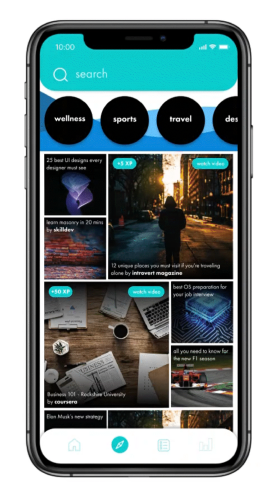 10:00
search
wellness
sports
travel
des
25 best UI designs every
designer must see
+5 XP
watch video
learn masonry in 20 mins
by skilldev
12 unique places you must visit if you're traveling
alone by introvert magazine
+50 XP
watch video
best OS preparation for
your job interview
all you need to know for
the new F1 season
Business 101 - Rockshire University
by coursera
Elon Musk's new strategy